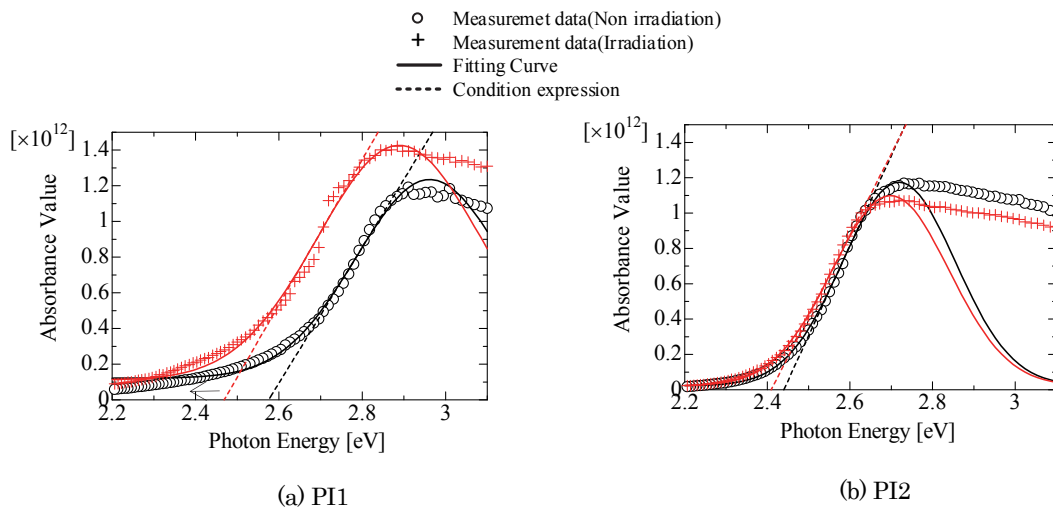 Measuremet data(Non irradiation)
Measurement data(Irradiation)
Fitting Curve
Condition expression
[×10¹²]
1.4
1.2
1.0
0.8
0.6
0.4
0.2
0
Absorbance Value
2.2 2.4 2.6 2.8 3
Photon Energy [eV]
(a) PI1
[×10¹²]
1.4
1.2
1.0
0.8
0.6
0.4
0.2
0
Absorbance Value
2.2 2.4 2.6 2.8 3
Photon Energy [eV]
(b) PI2